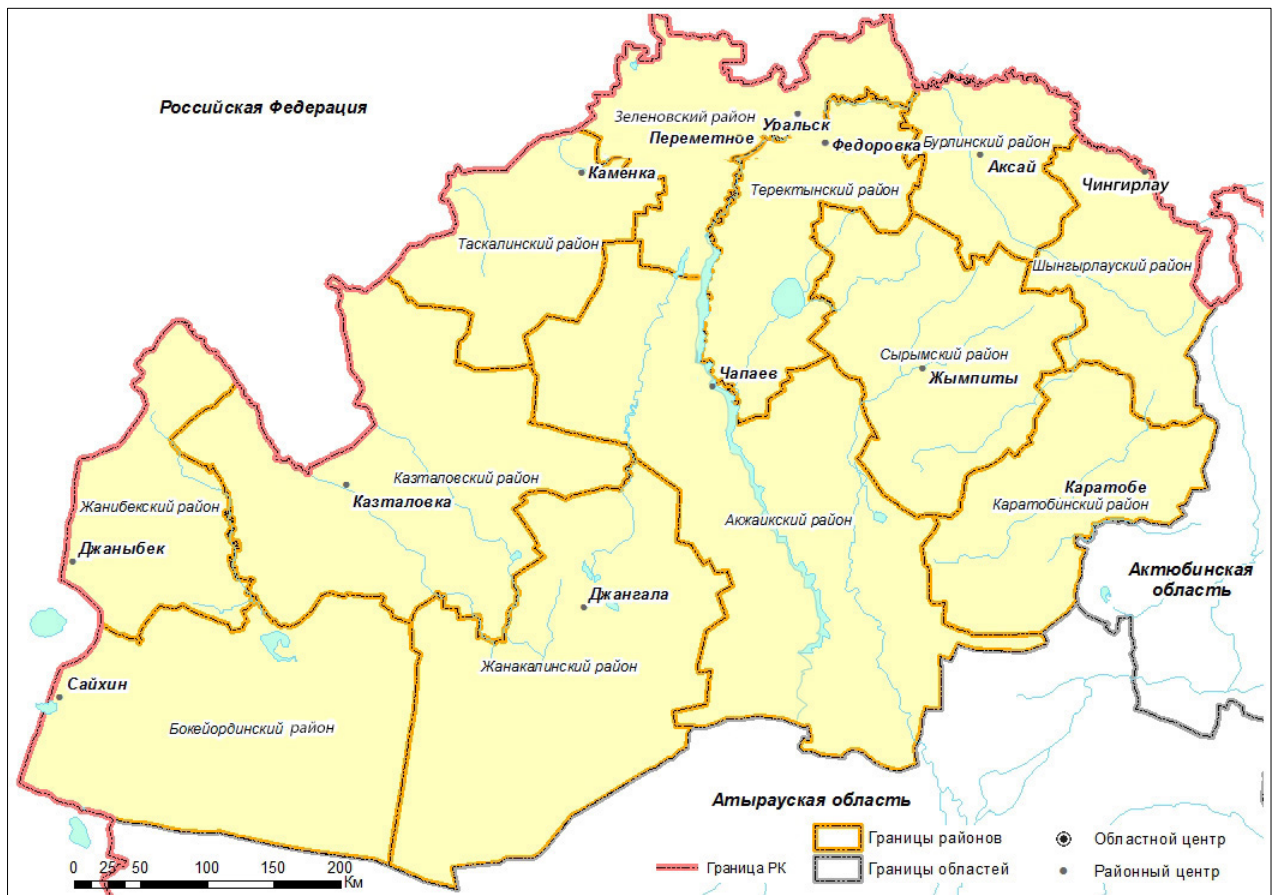 Российская Федерация
Зеленовский район
Уральск
Переметное
Федоровка
Бурлинский район
Аксай
Каменка
Чингирлау
Теректынский район
Таскалинский район
Шынгырлауский район
Сырымский район
Жымпиты
Чапаев
Казталовский район
Казталовка
Каратобе
Каратобинский район
Жанибекский район
Акжаикский район
Джаныбек
Актюбинская
область
Джангала
Жанакалинский район
Сайхин
Бокейординский район
Атырауская область
Границы районов
Областной центр
Граница РК
Границы областей
Районный центр
0 25 50 100 150 200
Км